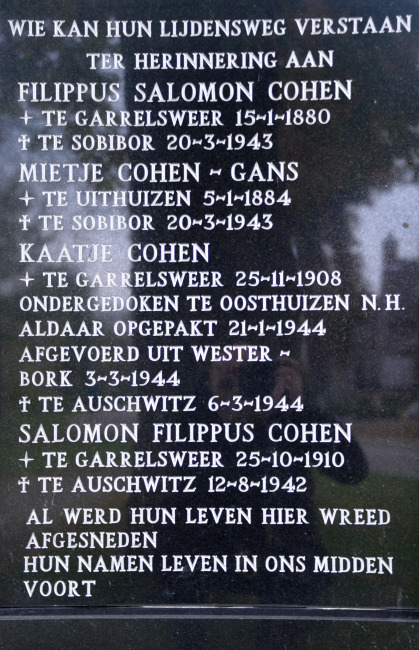 WIE KAN HUN LIJDENSWEG VERSTAAN
TER HERINNERING AAN
FILIPPUS SALOMON COHEN
+ TE GARRELSWEER 15~1~1880
✝ TE SOBIBOR 20~3~1943
MIETJE COHEN ~ GANS
+ TE UITHUIZEN 5~1~1884
✝ TE SOBIBOR 20~3~1943
KAATJE COHEN
+ TE GARRELSWEER 25~11~1908
ONDERGEDOKEN TE OOSTHUIZEN N.H.
ALDAAR OPGEPAKT 21~1~1944
AFGEVOERD UIT WESTER ~
BORK 3~3~1944
✝ TE AUSCHWITZ 6~3~1944
SALOMON FILIPPUS COHEN
+ TE GARRELSWEER 25~10~1910
✝ TE AUSCHWITZ 12~8~1942
AL WERD HUN LEVEN HIER WREED
AFGESNEDEN
HUN NAMEN LEVEN IN ONS MIDDEN
VOORT